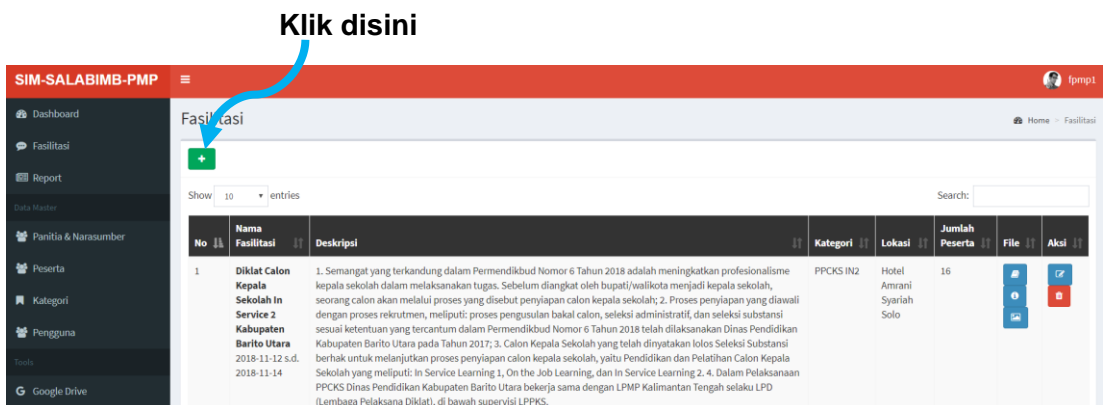 Klik disini
SIM-SALABIMB-PMP
fpmp1
Dashboard
Fasilitasi
Report
Data Master
Panitia & Narasumber
Peserta
Kategori
Pengguna
Tools
Google Drive
Fasilitasi
Home > Fasilitasi
+
Show 10 entries
Search:
No
Nama
Fasilitasi
Deskripsi
Kategori
Lokasi
Jumlah
Peserta
File
Aksi
1
Diklat Calon
Kepala
Sekolah In
Service 2
Kabupaten
Barito Utara
2018-11-12 s.d.
2018-11-14
1. Semangat yang terkandung dalam Permendikbud Nomor 6 Tahun 2018 adalah meningkatkan profesionalisme
kepala sekolah dalam melaksanakan tugas. Sebelum diangkat oleh bupati/walikota menjadi kepala sekolah,
seorang calon akan melalui proses yang disebut penyiapan calon kepala sekolah; 2. Proses penyiapan yang diawali
dengan proses rekrutmen, meliputi: proses pengusulan bakal calon, seleksi administratif, dan seleksi substansi
sesuai ketentuan yang tercantum dalam Permendikbud Nomor 6 Tahun 2018 telah dilaksanakan Dinas Pendidikan
Kabupaten Barito Utara pada Tahun 2017; 3. Calon Kepala Sekolah yang telah dinyatakan lolos Seleksi Substansi
berhak untuk melanjutkan proses penyiapan calon kepala sekolah, yaitu Pendidikan dan Pelatihan Calon Kepala
Sekolah yang meliputi: In Service Learning 1, On the Job Learning, dan In Service Learning 2. 4. Dalam Pelaksanaan
PPCKS Dinas Pendidikan Kabupaten Barito Utara bekerja sama dengan LPMP Kalimantan Tengah selaku LPD
(Lembaga Pelaksana Diklat), di bawah supervisi LPPKS.
PPCKS IN2
Hotel
Amrani
Syariah
Solo
16